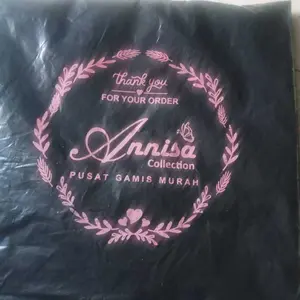 thank you
FOR YOUR ORDER
Annisa
Collection
PUSAT GAMIS MURAH